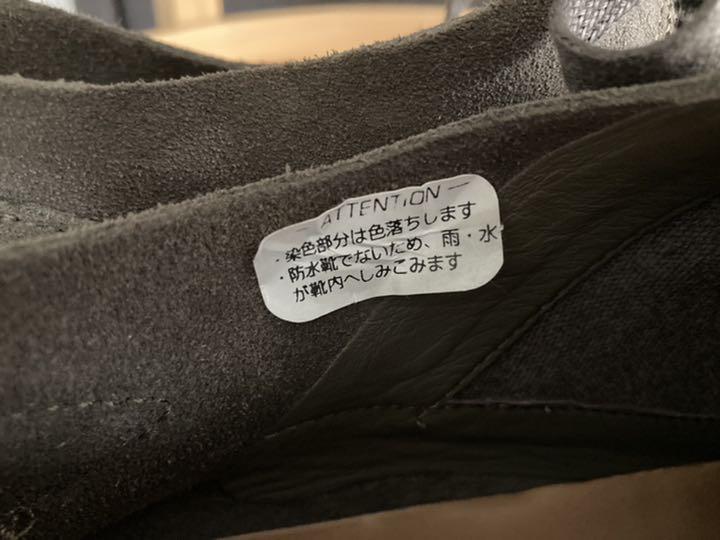 — ATTENTION —
・染色部分は色落ちします
・防水靴でないため、雨・水
が靴内へしみこみます